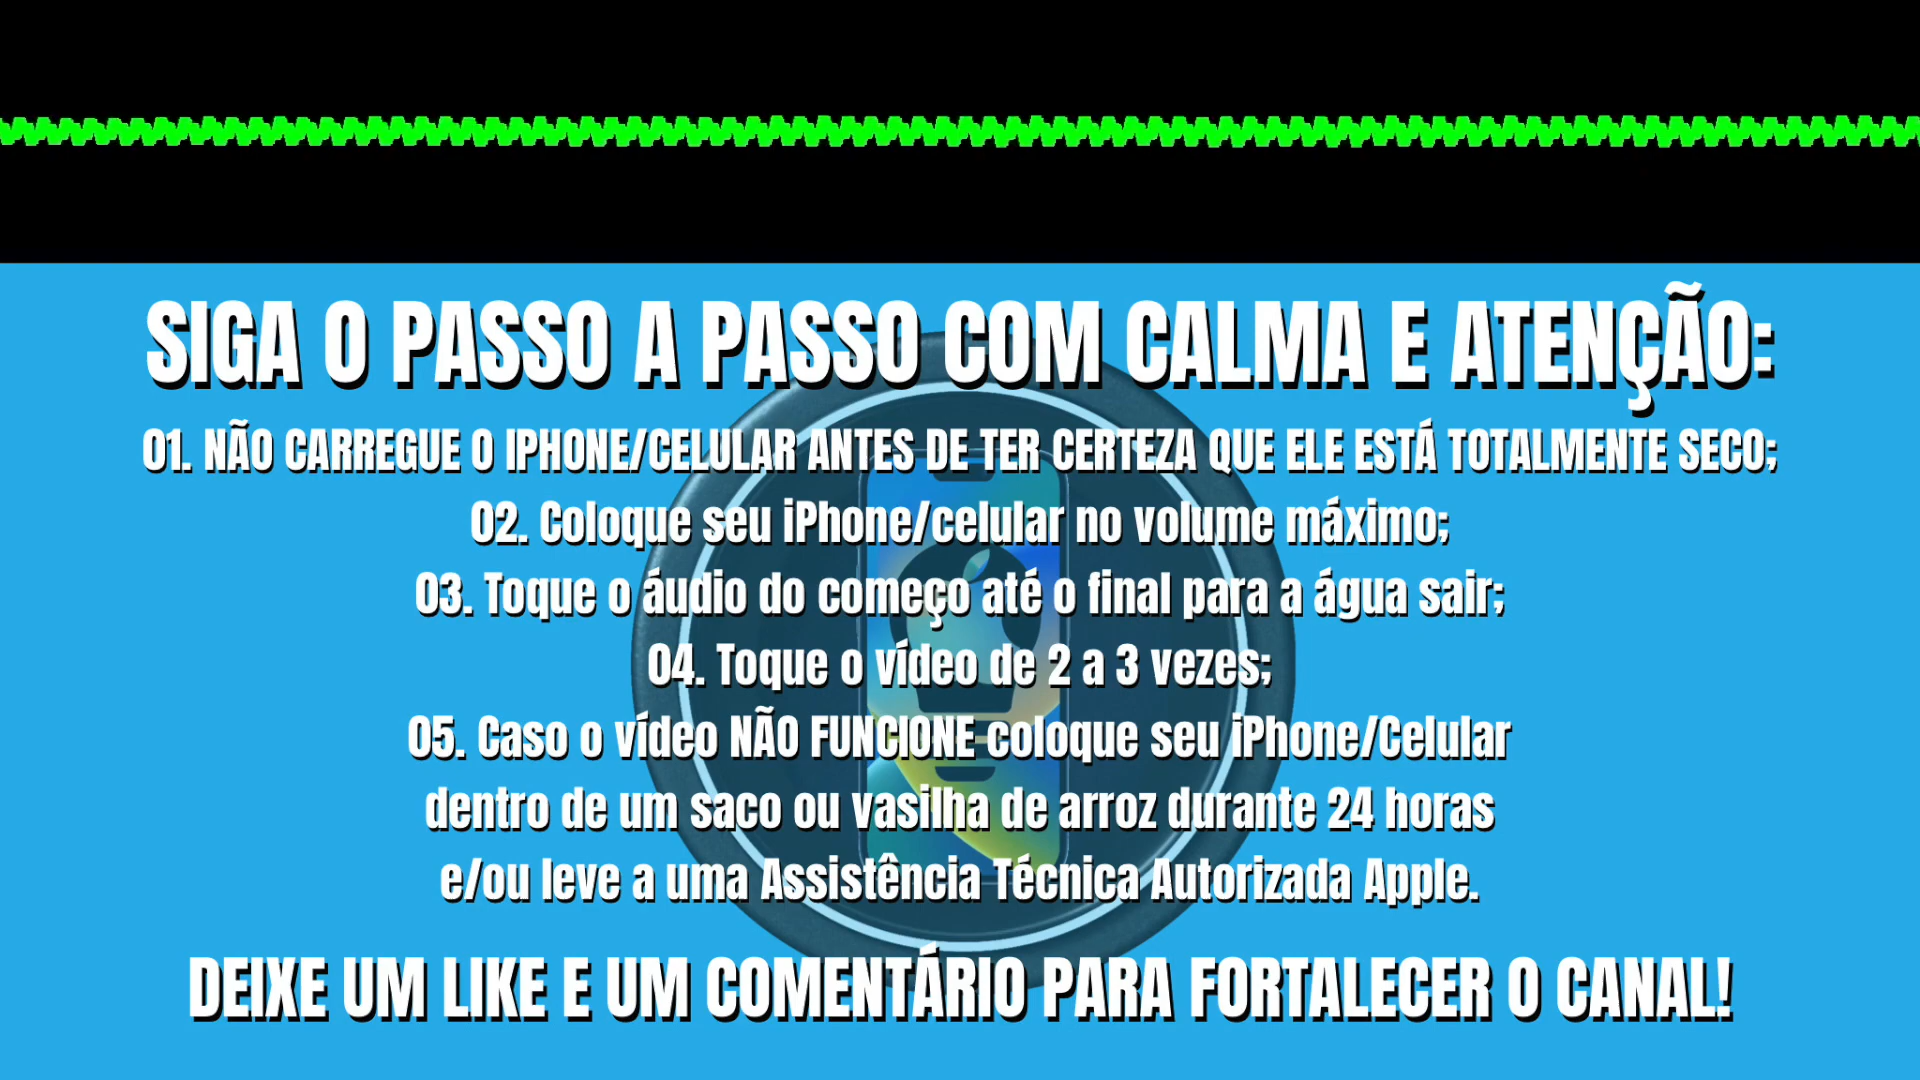 SIGA O PASSO A PASSO COM CALMA E ATENÇÃO:
01. NÃO CARREGUE O IPHONE/CELULAR ANTES DE TER CERTEZA QUE ELE ESTÁ TOTALMENTE SECO;
02. Coloque seu iPhone/celular no volume máximo;
03. Toque o áudio do começo até o final para a água sair;
04. Toque o vídeo de 2 a 3 vezes;
05. Caso o vídeo NÃO FUNCIONE coloque seu iPhone/Celular
dentro de um saco ou vasilha de arroz durante 24 horas
e/ou leve a uma Assistência Técnica Autorizada Apple.
DEIXE UM LIKE E UM COMENTÁRIO PARA FORTALECER O CANAL!